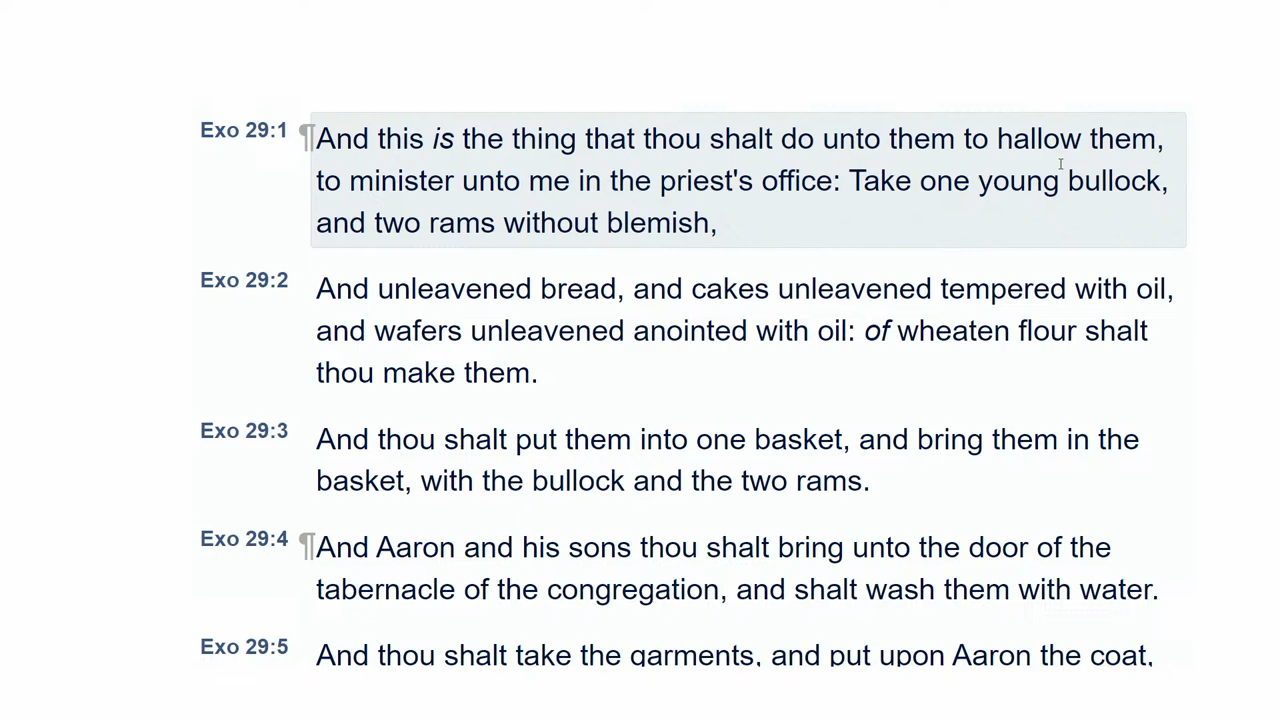 Exo 29:1 ¶And this is the thing that thou shalt do unto them to hallow them,
to minister unto me in the priest's office: Take one young bullock,
and two rams without blemish,
Exo 29:2 And unleavened bread, and cakes unleavened tempered with oil,
and wafers unleavened anointed with oil: of wheaten flour shalt
thou make them.
Exo 29:3 And thou shalt put them into one basket, and bring them in the
basket, with the bullock and the two rams.
Exo 29:4 ¶And Aaron and his sons thou shalt bring unto the door of the
tabernacle of the congregation, and shalt wash them with water.
Exo 29:5 And thou shalt take the garments, and put upon Aaron the coat,